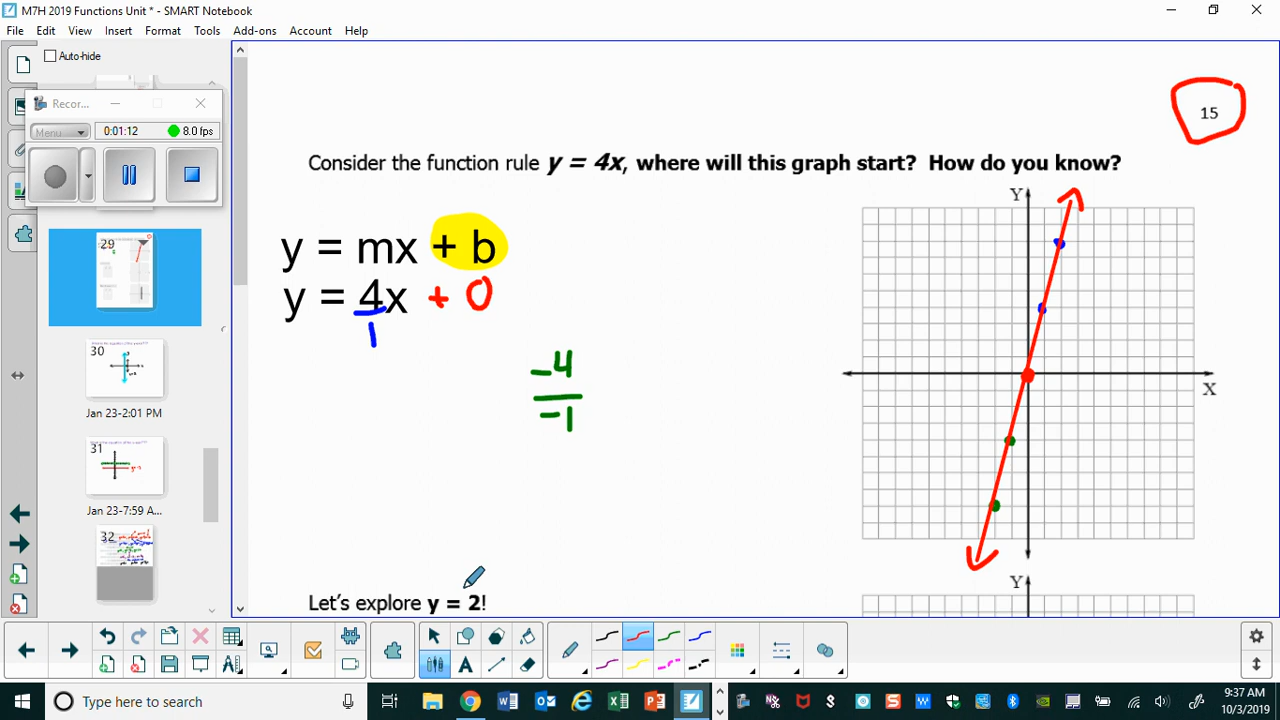 M7H 2019 Functions Unit * - SMART Notebook
File Edit View Insert Format Tools Add-ons Account Help
Auto-hide
Recor...
Menu 0:01:12 8.0 fps
15
Consider the function rule y = 4x, where will this graph start? How do you know?
y = mx + b
y = 4x + 0
1
-4
-1
Y
X
Y
29
30
Jan 23-2:01 PM
31
Jan 23-7:59 A...
32
Let's explore y = 2!
A
Type here to search
9:37 AM
10/3/2019